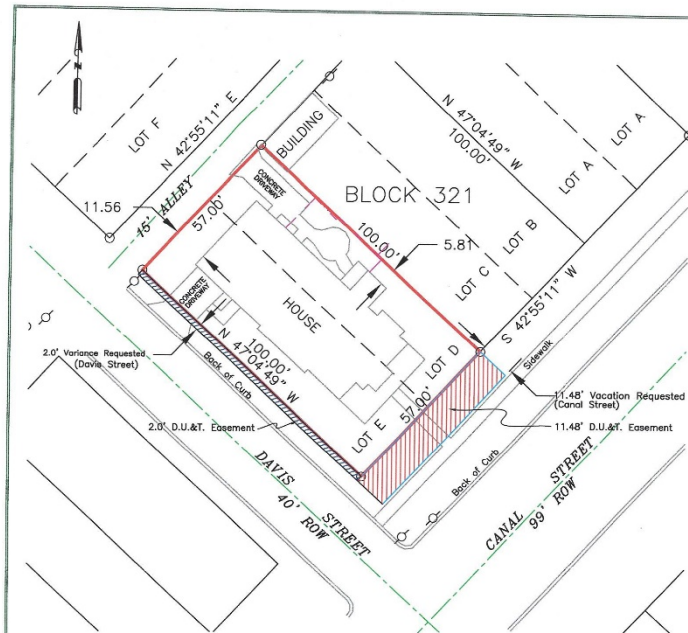 N
LOT F
N 42°55'11" E
11.56
15' ALLEY
57.00'
BUILDING
CONCRETE
DRIVEWAY
BLOCK 321
N 47°04'49" W
100.00'
LOT A
LOT A
LOT B
LOT C
100.00'
5.81
S 42°55'11" W
CONCRETE
DRIVEWAY
HOUSE
LOT D
2.0' Variance Requested
(Davis Street)
100.00'
N 47°04'49" W
Back of Curb
LOT E
57.00'
Sidewalk
11.48' Vacation Requested
(Canal Street)
2.0' D.U.&T. Easement
11.48' D.U.&T. Easement
Back of Curb
DAVIS STREET
40' ROW
CANAL STREET
99' ROW